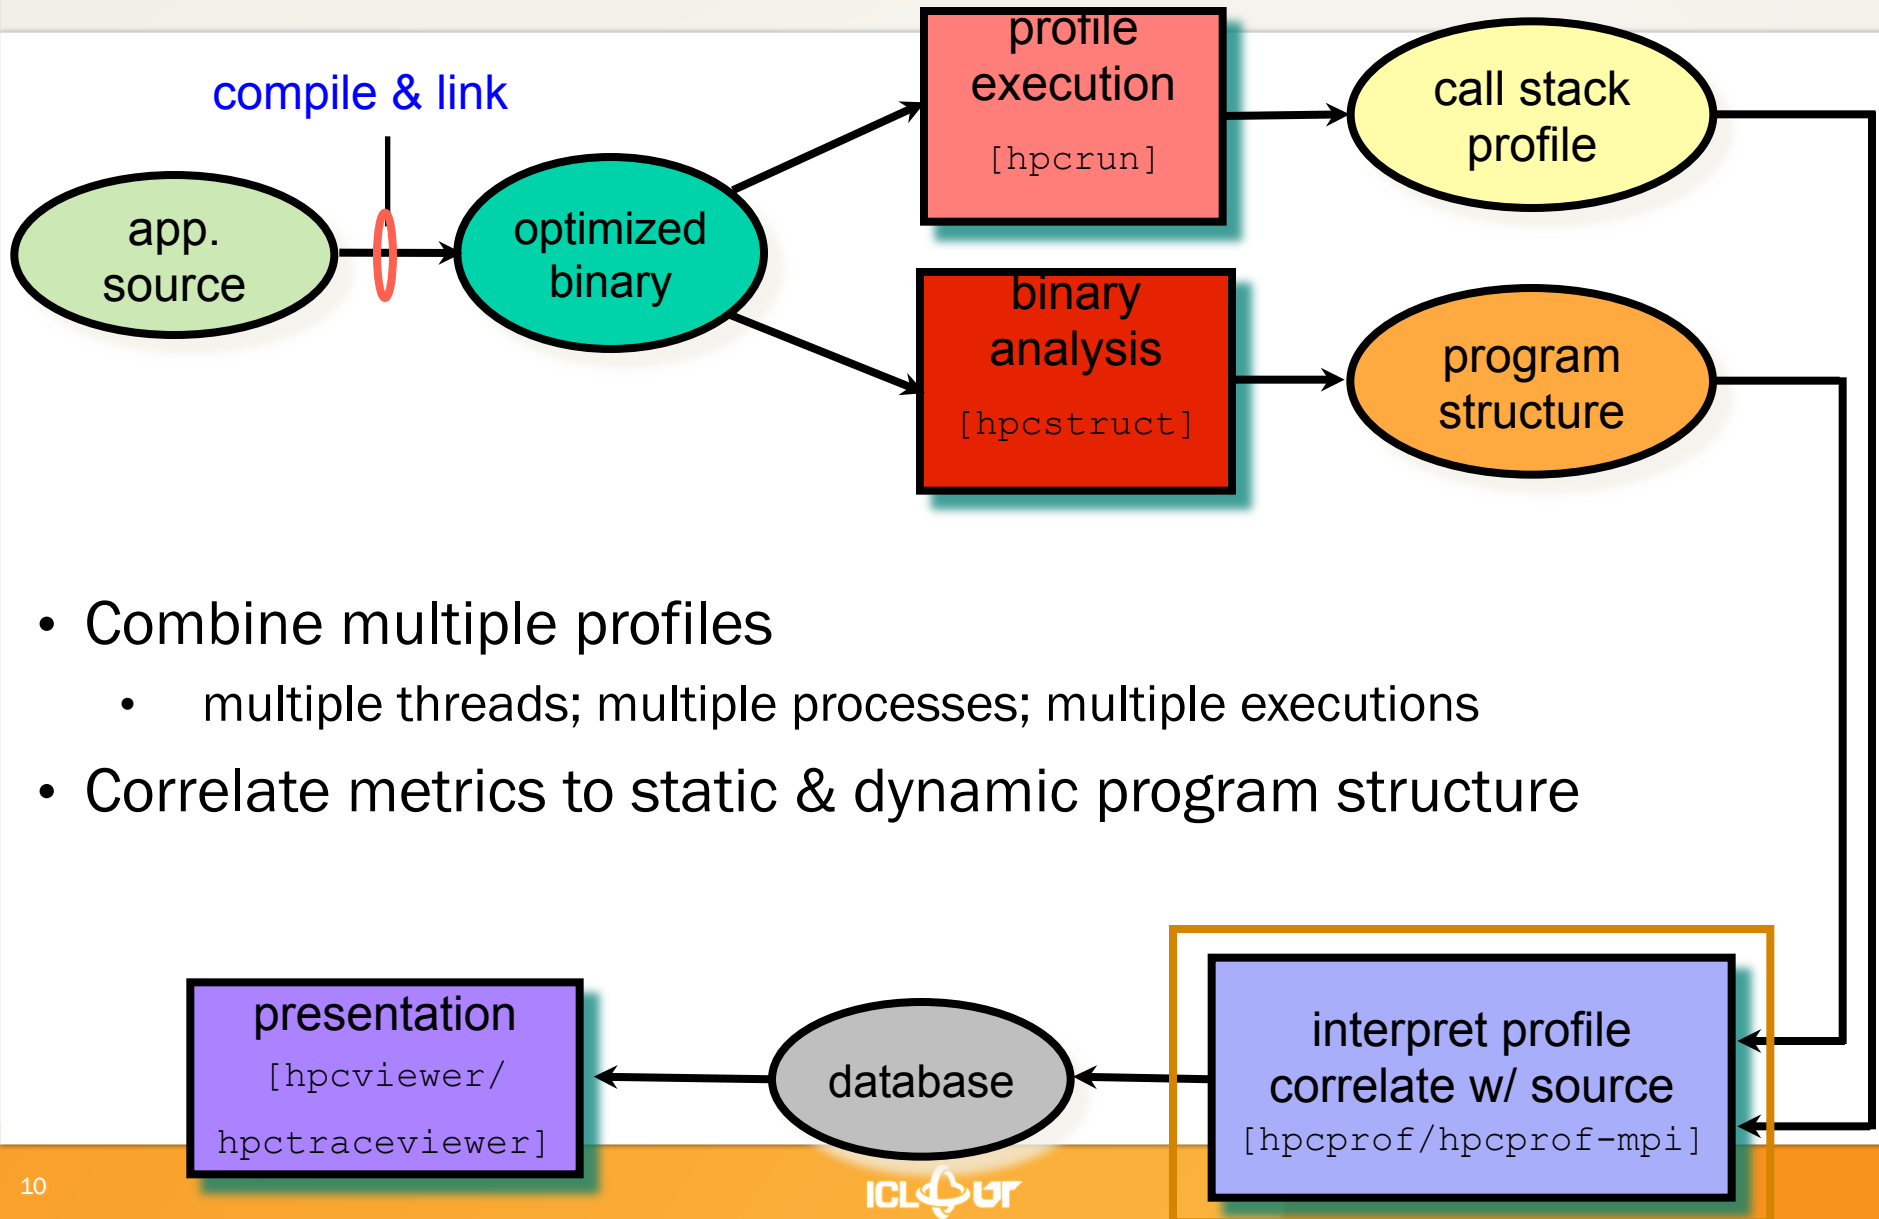 compile & link
app.
source
optimized
binary
profile
execution
[hpcrun]
call stack
profile
binary
analysis
[hpcstruct]
program
structure
• Combine multiple profiles
• multiple threads; multiple processes; multiple executions
• Correlate metrics to static & dynamic program structure
presentation
[hpcviewer/
hpctraceviewer]
database
interpret profile
correlate w/ source
[hpcprof/hpcprof-mpi]
10
ICL UT